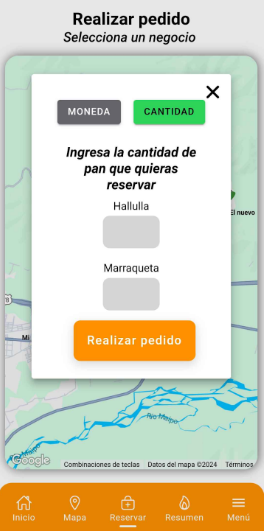 Realizar pedido
Selecciona un negocio
MONEDA
CANTIDAD
Ingresa la cantidad de
pan que quieras
reservar
El nuevo
Hallulla
Marraqueta
Mi
Realizar pedido
Río Maipo
Google
Combinaciones de teclas
Datos del mapa ©2024
Términos
Inicio
Mapa
Reservar
Resumen
Menú